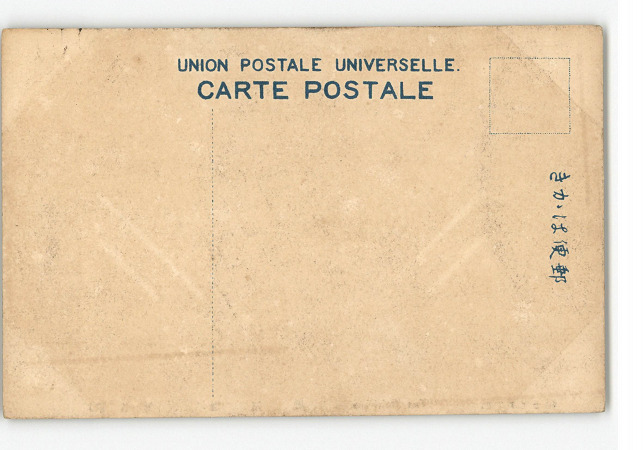 UNION POSTALE UNIVERSELLE.
CARTE POSTALE
きかは便郵